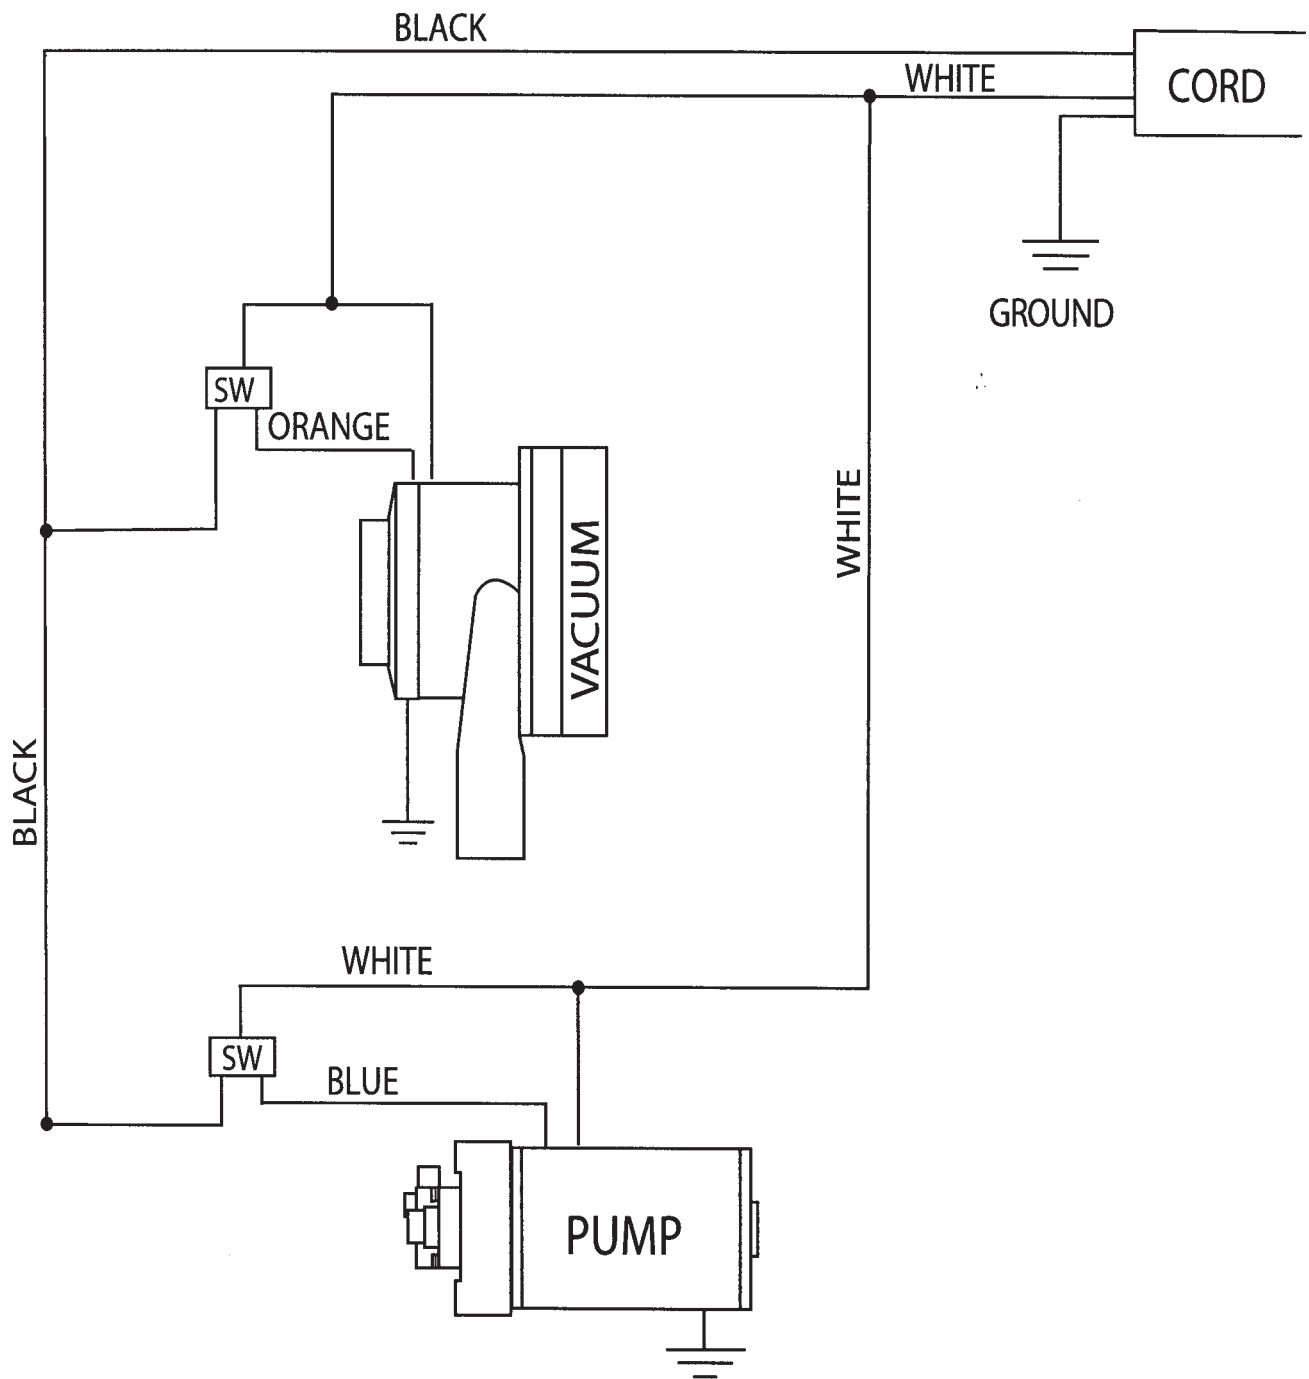 BLACK
WHITE
CORD
GROUND
SW
ORANGE
WHITE
VACUUM
BLACK
WHITE
SW
BLUE
PUMP